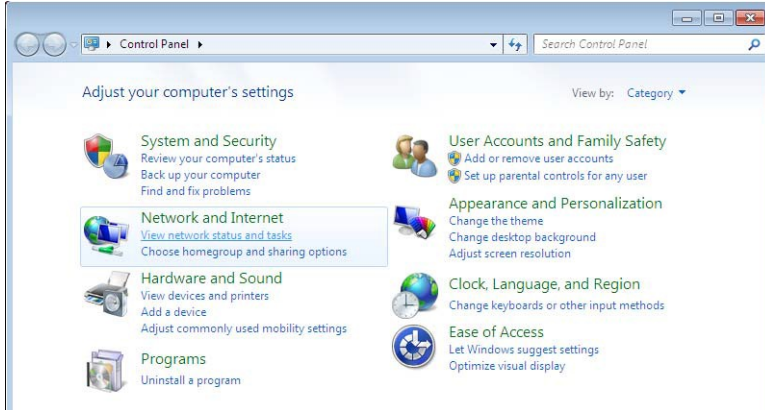 Control Panel
Search Control Panel
Adjust your computer's settings
View by: Category
System and Security
Review your computer's status
Back up your computer
Find and fix problems
Network and Internet
View network status and tasks
Choose homegroup and sharing options
Hardware and Sound
View devices and printers
Add a device
Adjust commonly used mobility settings
Programs
Uninstall a program
User Accounts and Family Safety
Add or remove user accounts
Set up parental controls for any user
Appearance and Personalization
Change the theme
Change desktop background
Adjust screen resolution
Clock, Language, and Region
Change keyboards or other input methods
Ease of Access
Let Windows suggest settings
Optimize visual display